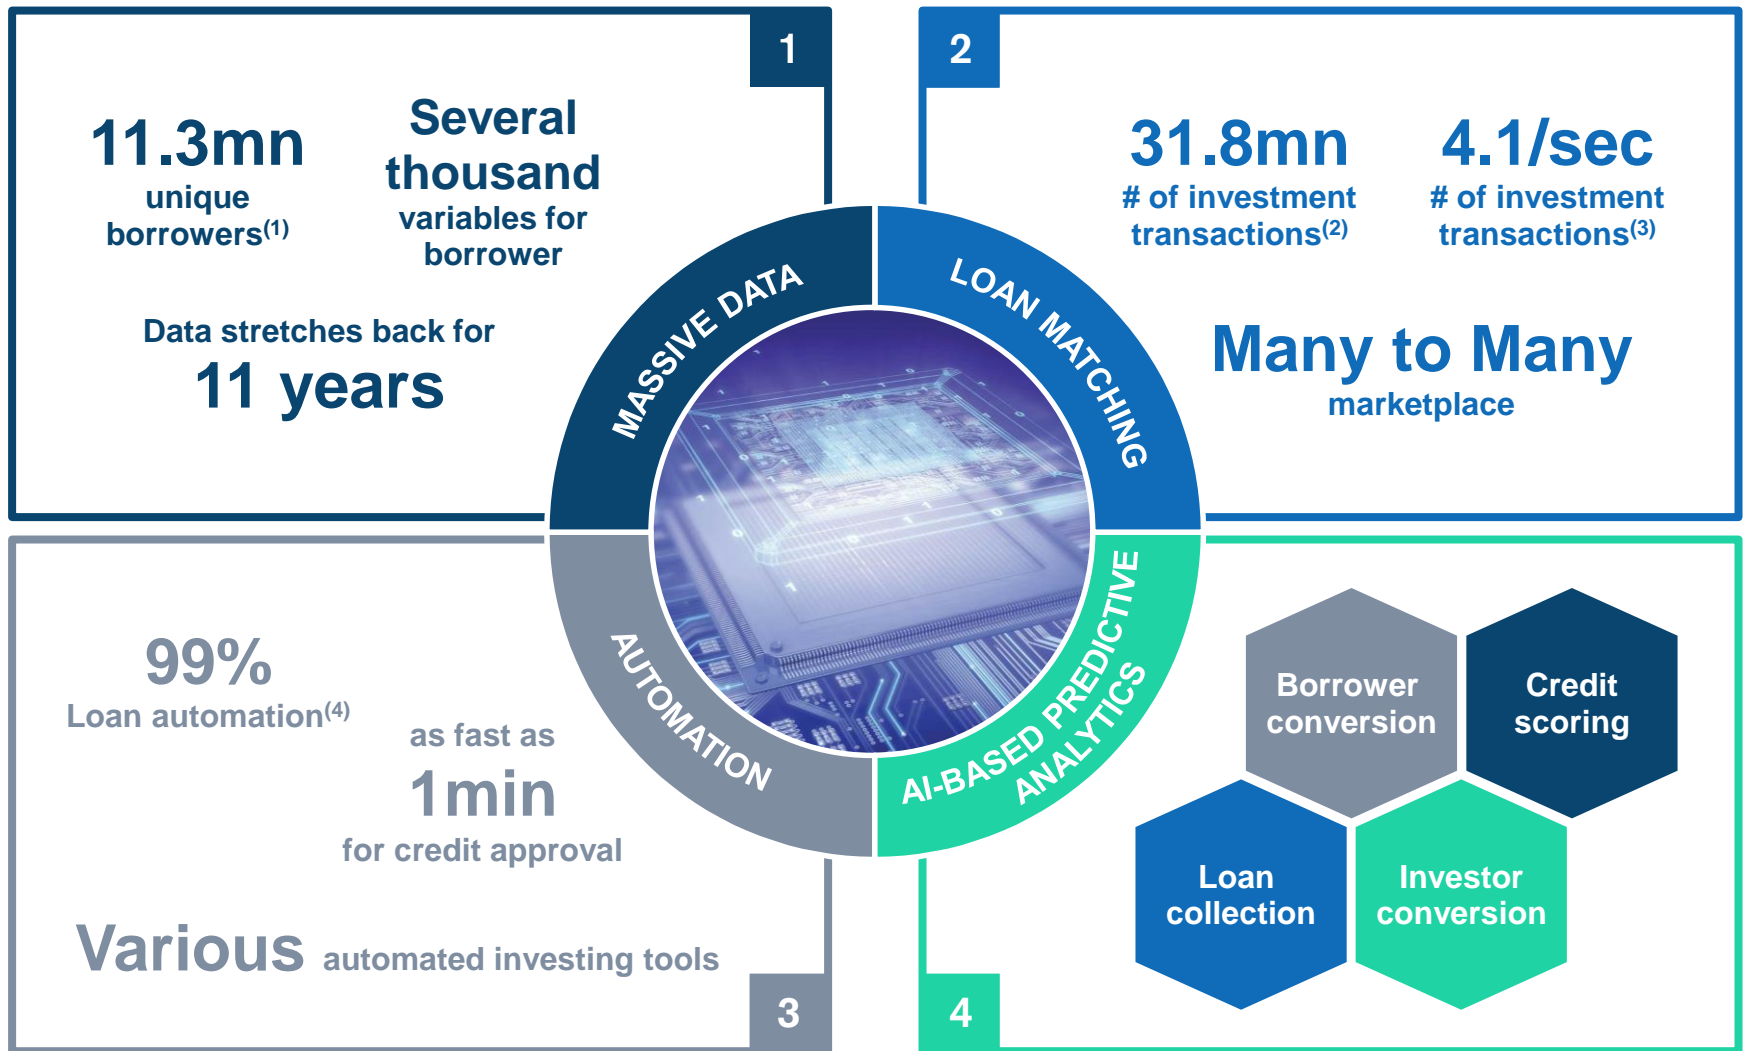 1
11.3mn
unique
borrowers(1)
Several
thousand
variables for
borrower
Data stretches back for
11 years
MASSIVE DATA
2
31.8mn
# of investment
transactions(2)
4.1/sec
# of investment
transactions(3)
Many to Many
marketplace
LOAN MATCHING
99%
Loan automation(4)
as fast as
1min
for credit approval
Various automated investing tools
3
AUTOMATION
AI-BASED PREDICTIVE
ANALYTICS
Borrower
conversion
Credit
scoring
Loan
collection
Investor
conversion
4